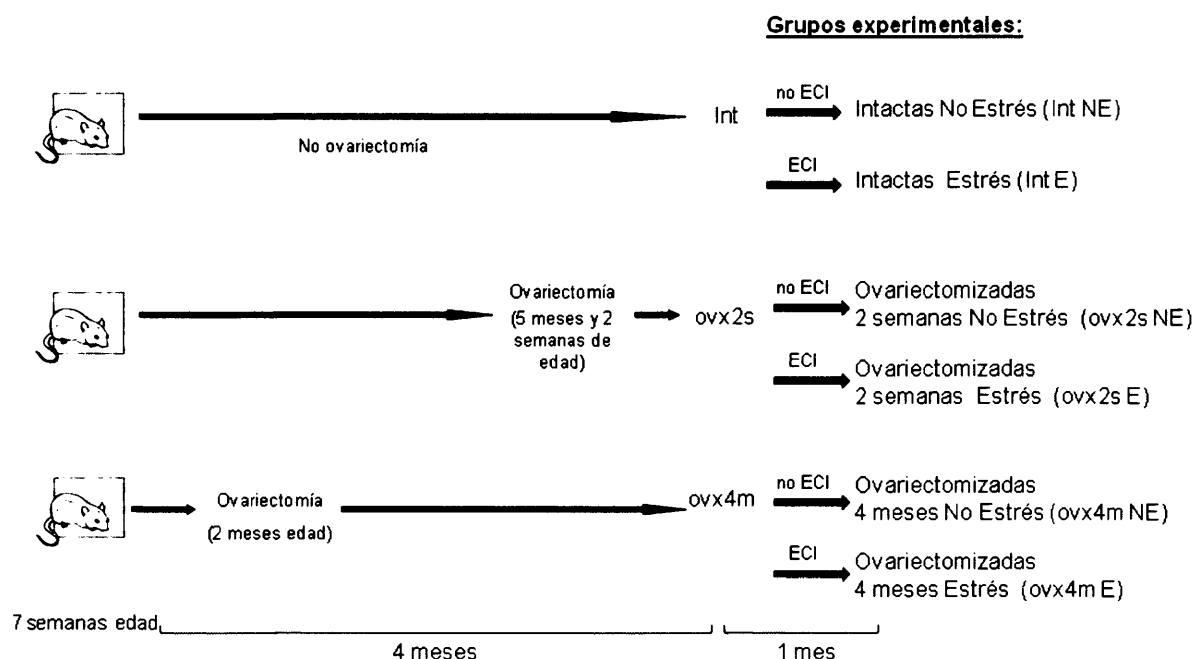 Grupos experimentales:
No ovariectomía
Int
no ECI
Intactas No Estrés (Int NE)
ECI
Intactas Estrés (Int E)
Ovariectomía
(5 meses y 2
semanas de
edad)
ovx2s
no ECI
Ovariectomizadas
2 semanas No Estrés (ovx2s NE)
ECI
Ovariectomizadas
2 semanas Estrés (ovx2s E)
Ovariectomía
(2 meses edad)
ovx4m
no ECI
Ovariectomizadas
4 meses No Estrés (ovx4m NE)
ECI
Ovariectomizadas
4 meses Estrés (ovx4m E)
7 semanas edad
4 meses
1 mes